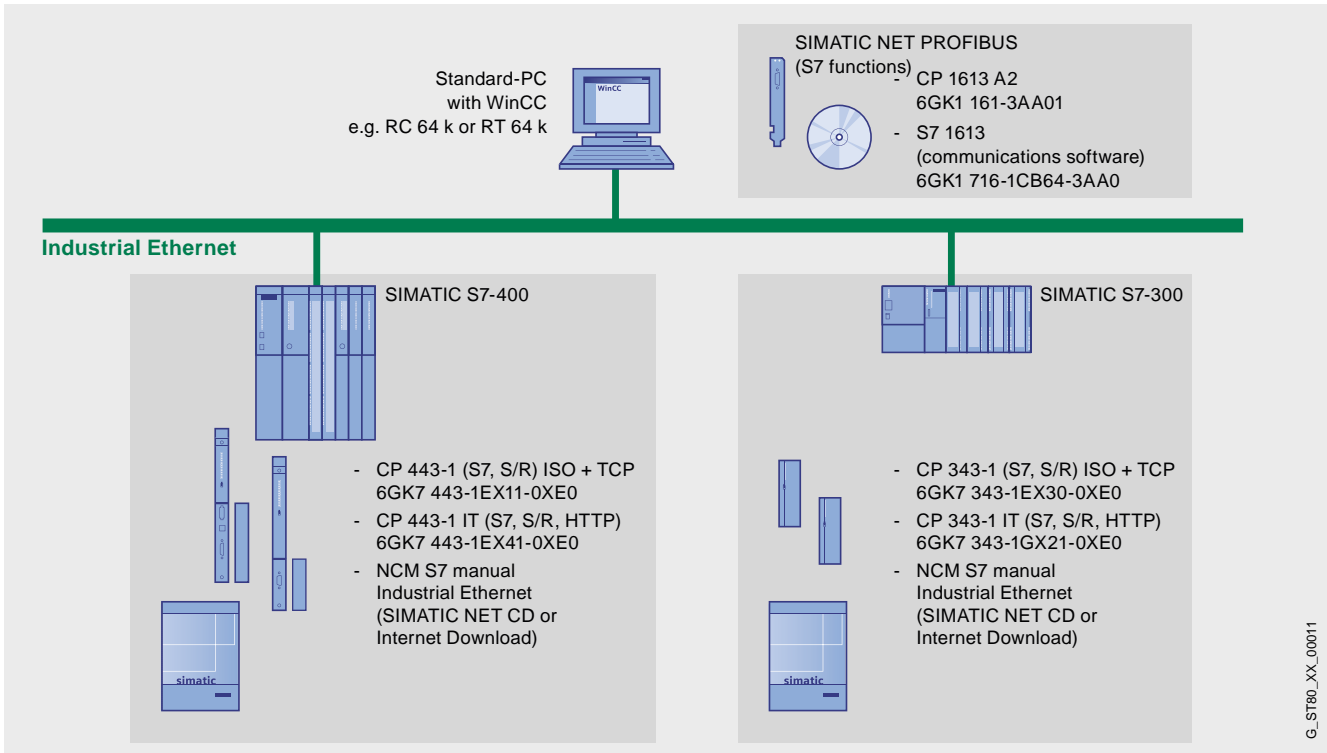 Standard-PC
with WinCC
e.g. RC 64 k or RT 64 k
WinCC
SIMATIC NET PROFIBUS
(S7 functions)
- CP 1613 A2
6GK1 161-3AA01
- S7 1613
(communications software)
6GK1 716-1CB64-3AA0
Industrial Ethernet
SIMATIC S7-400
- CP 443-1 (S7, S/R) ISO + TCP
6GK7 443-1EX11-0XE0
- CP 443-1 IT (S7, S/R, HTTP)
6GK7 443-1EX41-0XE0
- NCM S7 manual
Industrial Ethernet
(SIMATIC NET CD or
Internet Download)
simatic
SIMATIC S7-300
- CP 343-1 (S7, S/R) ISO + TCP
6GK7 343-1EX30-0XE0
- CP 343-1 IT (S7, S/R, HTTP)
6GK7 343-1GX21-0XE0
- NCM S7 manual
Industrial Ethernet
(SIMATIC NET CD or
Internet Download)
simatic
G_ST80_XX_00011